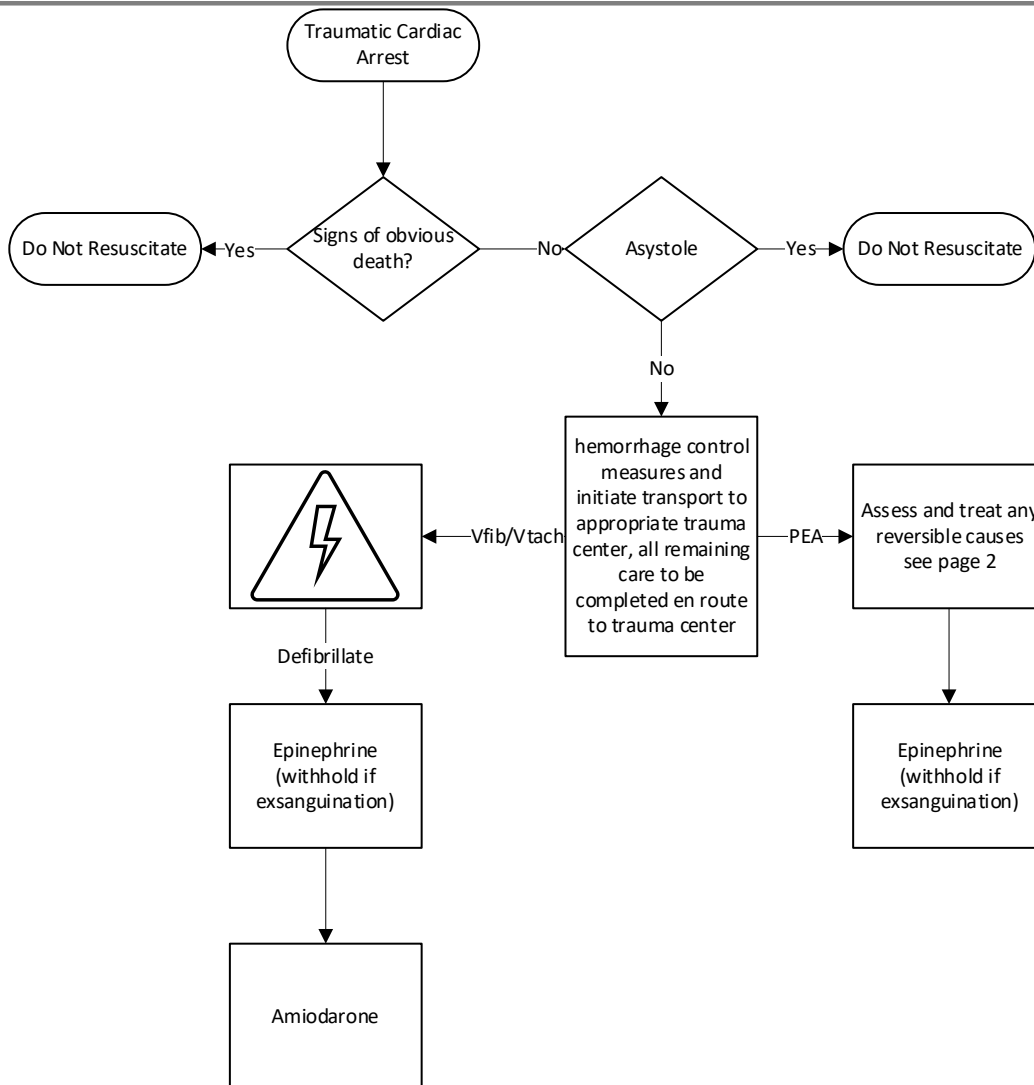 Traumatic Cardiac
Arrest
Do Not Resuscitate
Yes
Signs of obvious
death?
No
Asystole
Yes
Do Not Resuscitate
No
hemorrhage control
measures and
initiate transport to
appropriate trauma
center, all remaining
care to be
completed en route
to trauma center
Vfib/Vtach
PEA
Assess and treat any
reversible causes
see page 2
Defibrillate
Epinephrine
(withhold if
exsanguination)
Epinephrine
(withhold if
exsanguination)
Amiodarone